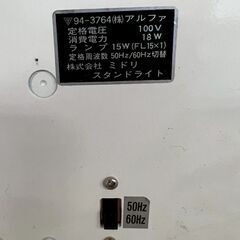 94-3764㈱アルファ
定格電圧 100V
消費電力 18W
ランプ 15W(FL.15×1)
定格周波数 50Hz/60Hz切替
株式会社 ミドリ
スタンドライト
50Hz
60Hz